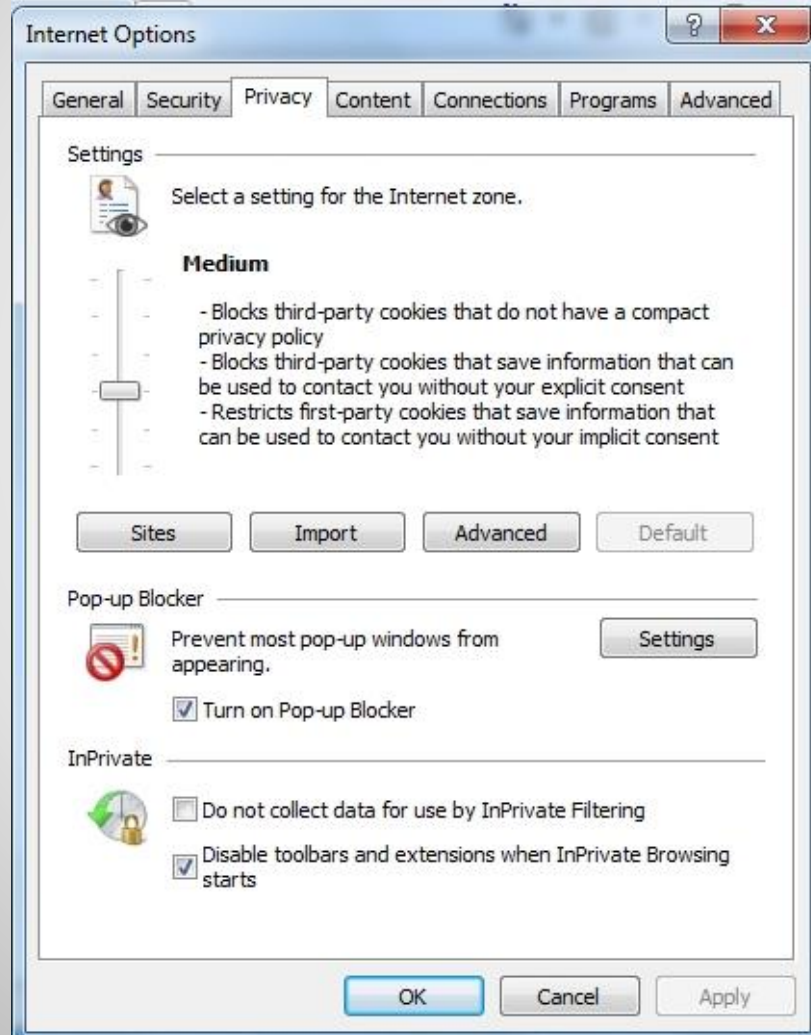 Internet Options
General Security Privacy Content Connections Programs Advanced
Settings
Select a setting for the Internet zone.
Medium
- Blocks third-party cookies that do not have a compact
privacy policy
- Blocks third-party cookies that save information that can
be used to contact you without your explicit consent
- Restricts first-party cookies that save information that
can be used to contact you without your implicit consent
Sites Import Advanced Default
Pop-up Blocker
Prevent most pop-up windows from
appearing.
Settings
Turn on Pop-up Blocker
InPrivate
Do not collect data for use by InPrivate Filtering
Disable toolbars and extensions when InPrivate Browsing
starts
OK Cancel Apply